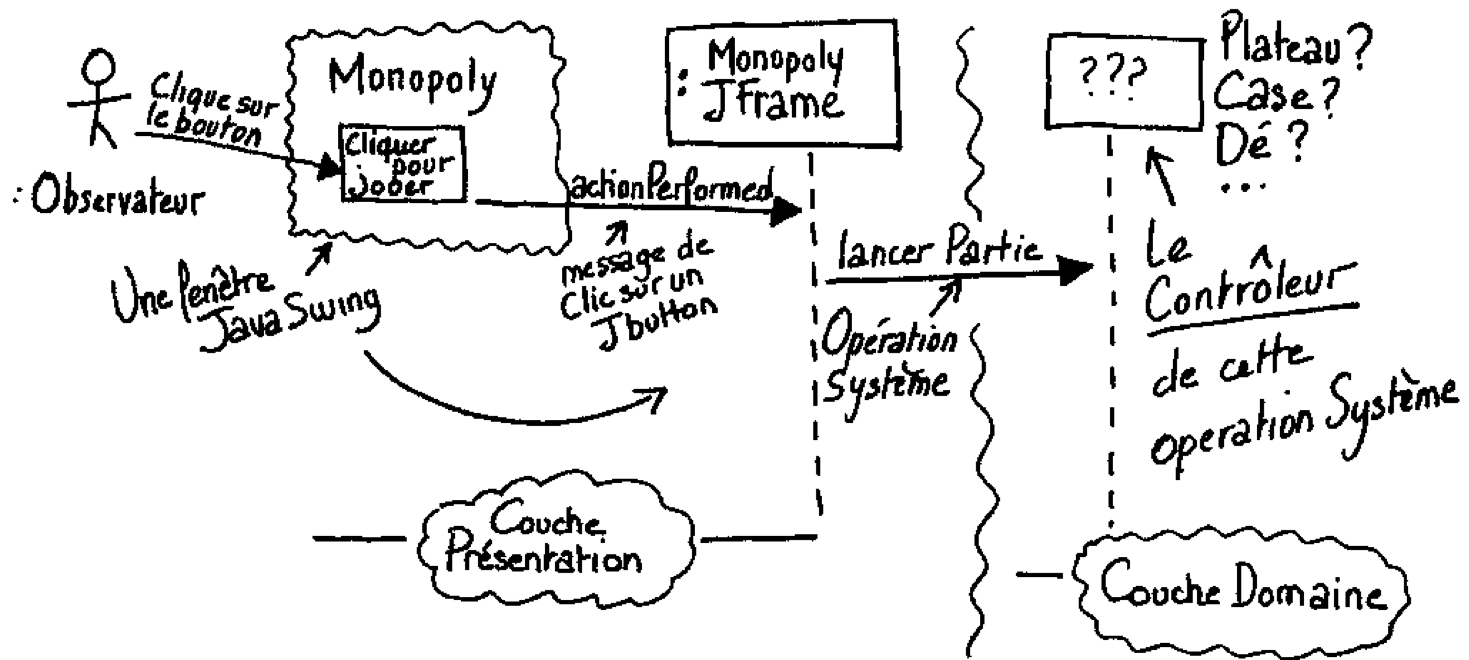 Clique sur
le bouton
: Observateur
Monopoly
Cliquer
pour
jober
Une fenêtre
Java Swing
actionPerformed
message de
Clic sur un
Jbutton
: Monopoly
JFrame
lancer Partie
Opération
Système
???
Plateau ?
Case ?
Dé ?
...
Le
Contrôleur
de cette
operation Système
Couche
Présentation
Couche Domaine